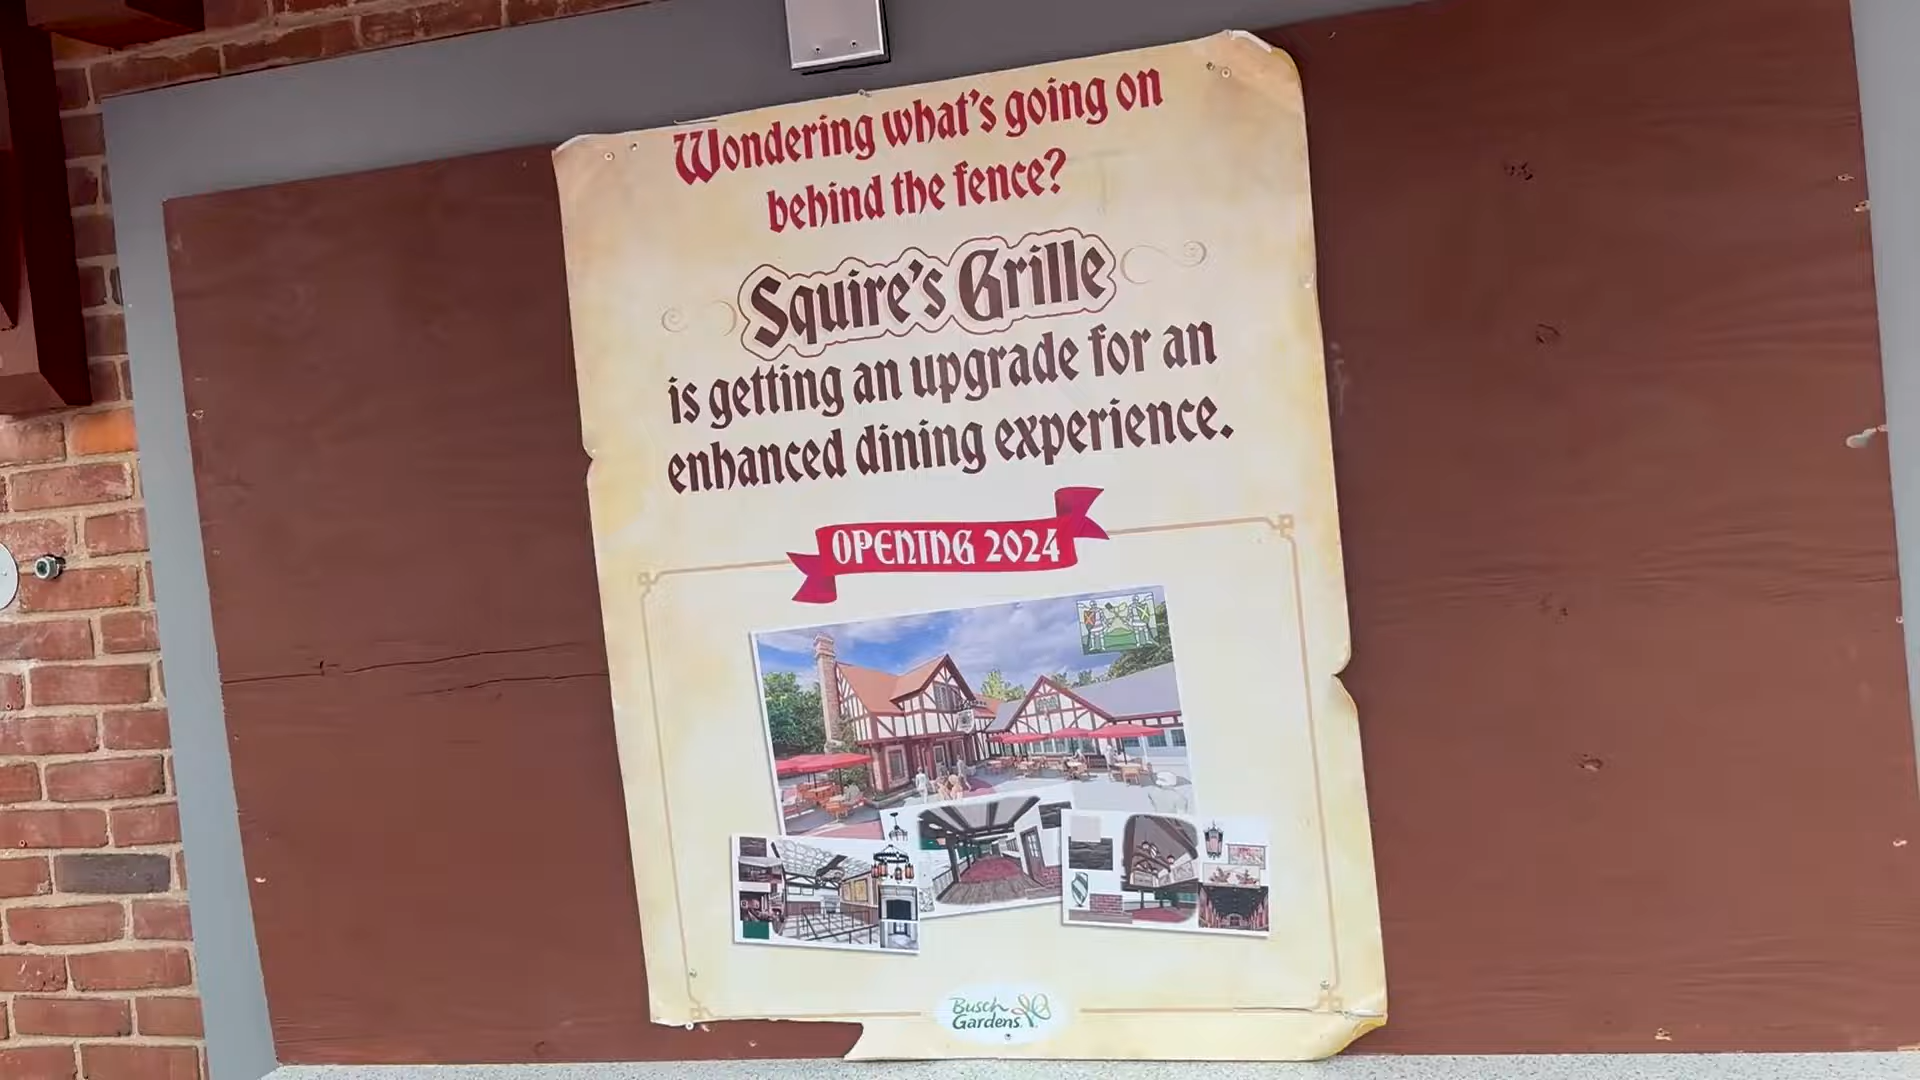 Wondering what's going on
behind the fence?
Squire's Grille
is getting an upgrade for an
enhanced dining experience.
OPENING 2024
Busch
Gardens